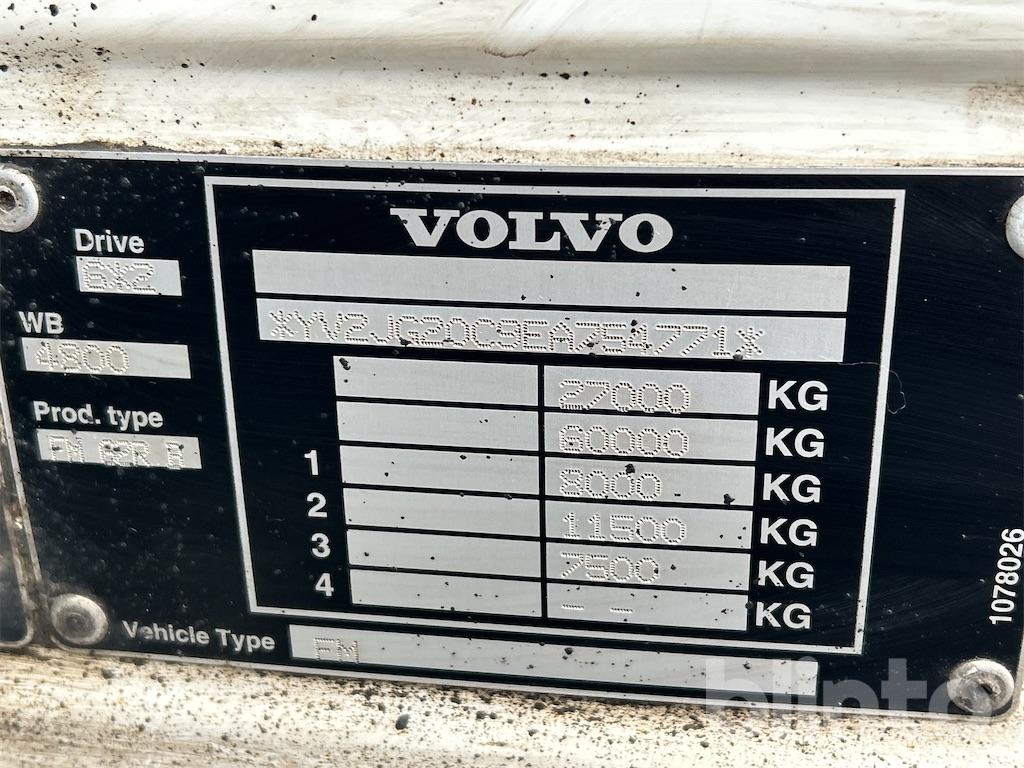 VOLVO
Drive
6X2
WB
4800
Prod. type
*YV2JG20C9EA754771*
27000 KG
60000 KG
1 8000 KG
2 11500 KG
3 7500 KG
4 - - KG
Vehicle Type FM
1078026
blinto